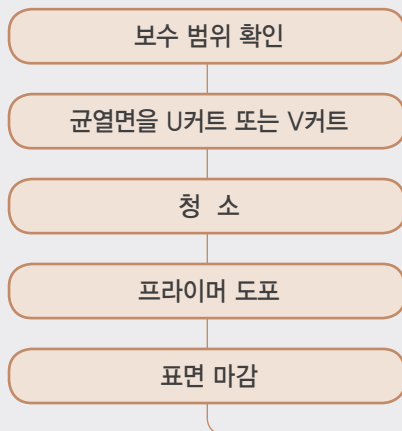 보수 범위 확인
균열면을 U커트 또는 V커트
청 소
프라이머 도포
표면 마감